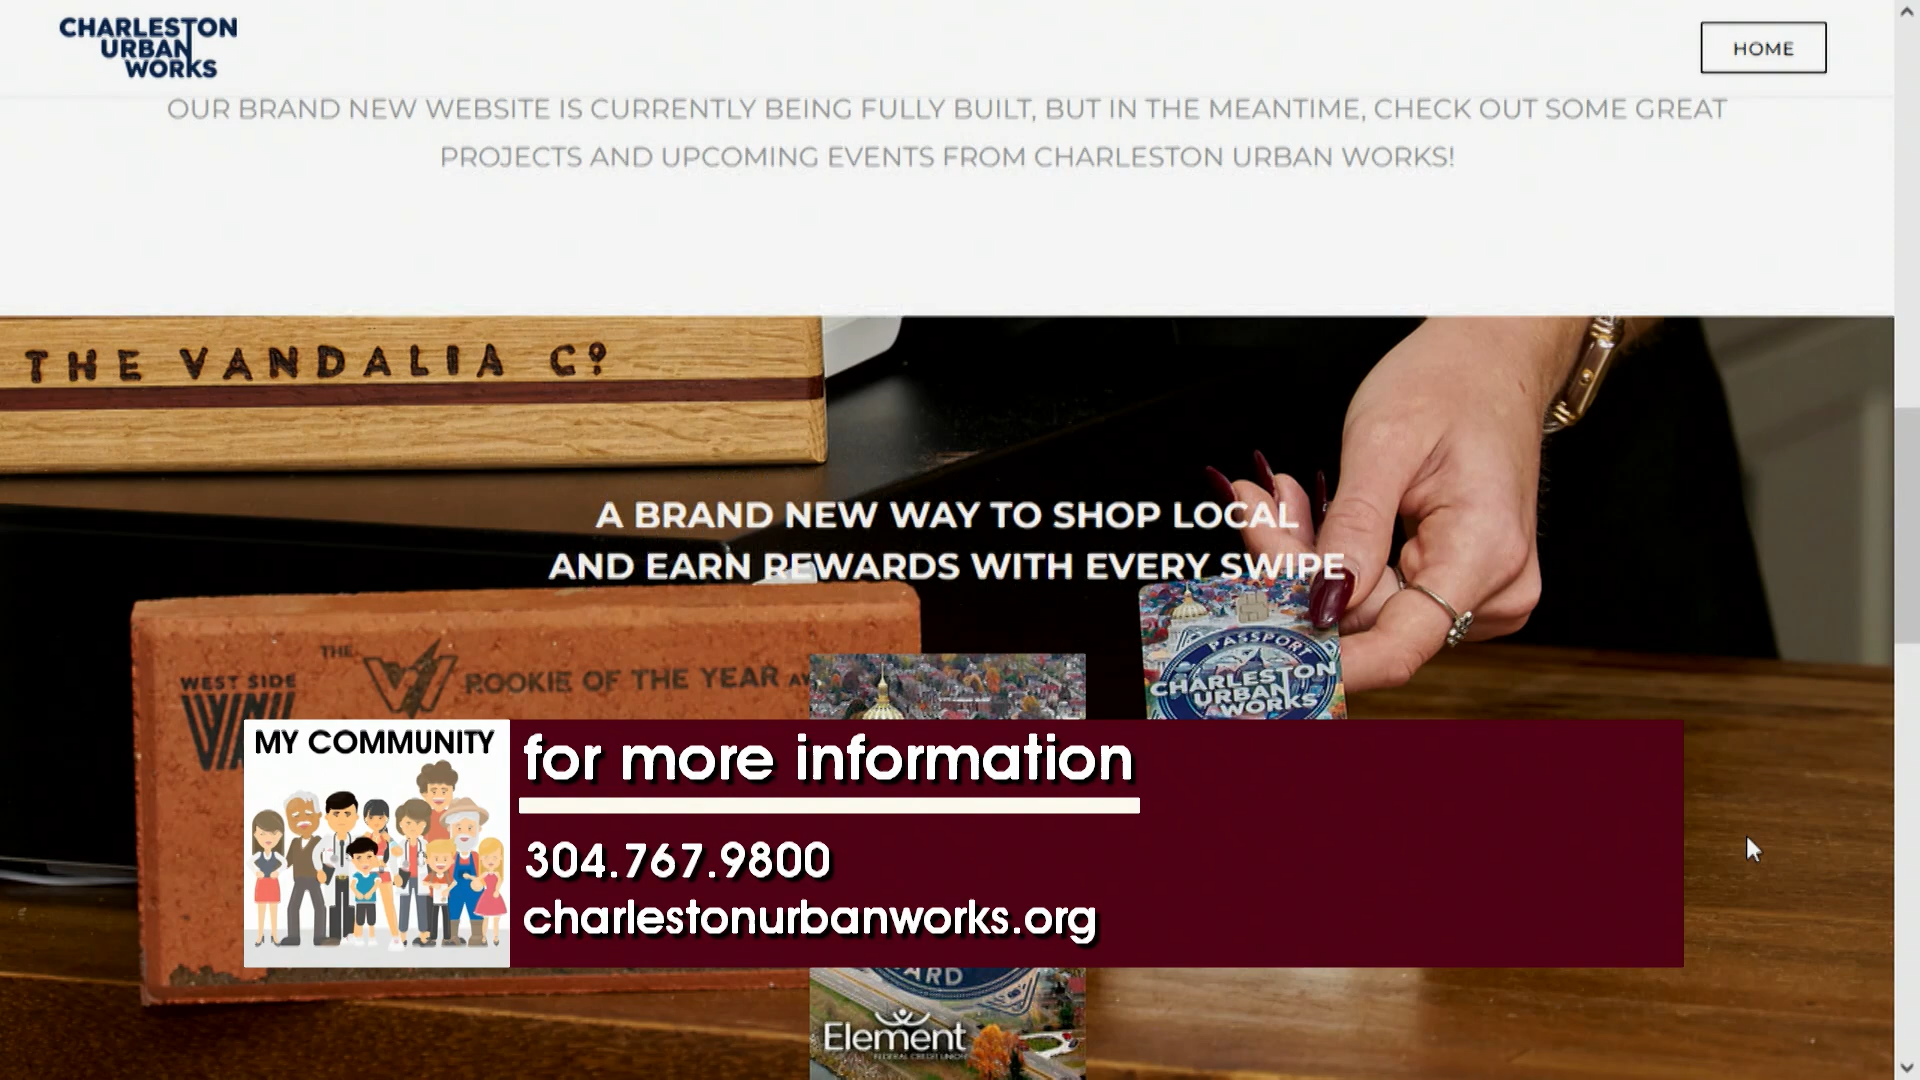 CHARLESTON
URBAN
WORKS
HOME
OUR BRAND NEW WEBSITE IS CURRENTLY BEING FULLY BUILT, BUT IN THE MEANTIME, CHECK OUT SOME GREAT
PROJECTS AND UPCOMING EVENTS FROM CHARLESTON URBAN WORKS!
THE VANDALIA Cº
A BRAND NEW WAY TO SHOP LOCAL
AND EARN REWARDS WITH EVERY SWIPE
PASSPORT
CHARLESTON
URBAN
WORKS
THE
ROOKIE OF THE YEAR
WEST SIDE
MY COMMUNITY
for more information
304.767.9800
charlestonurbanworks.org
Element
FEDERAL CREDIT UNION